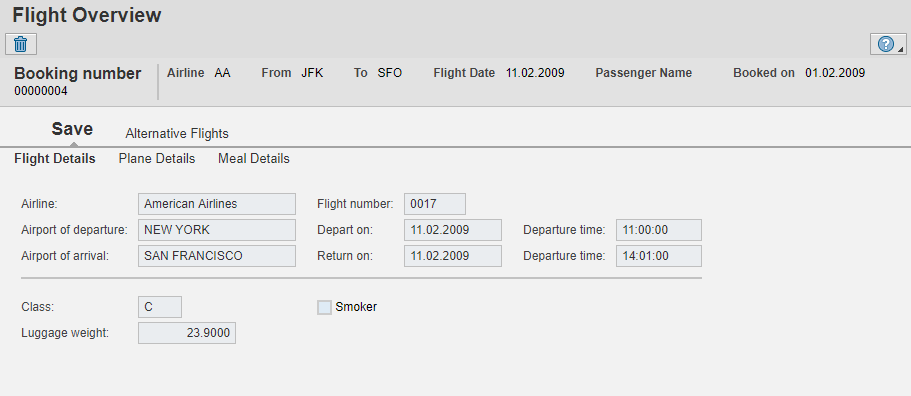 Flight Overview
Booking number Airline AA From JFK To SFO Flight Date 11.02.2009 Passenger Name Booked on 01.02.2009
00000004
Save Alternative Flights
Flight Details Plane Details Meal Details
Airline: American Airlines Flight number: 0017
Airport of departure: NEW YORK Depart on: 11.02.2009 Departure time: 11:00:00
Airport of arrival: SAN FRANCISCO Return on: 11.02.2009 Departure time: 14:01:00
Class: C Smoker
Luggage weight: 23.9000